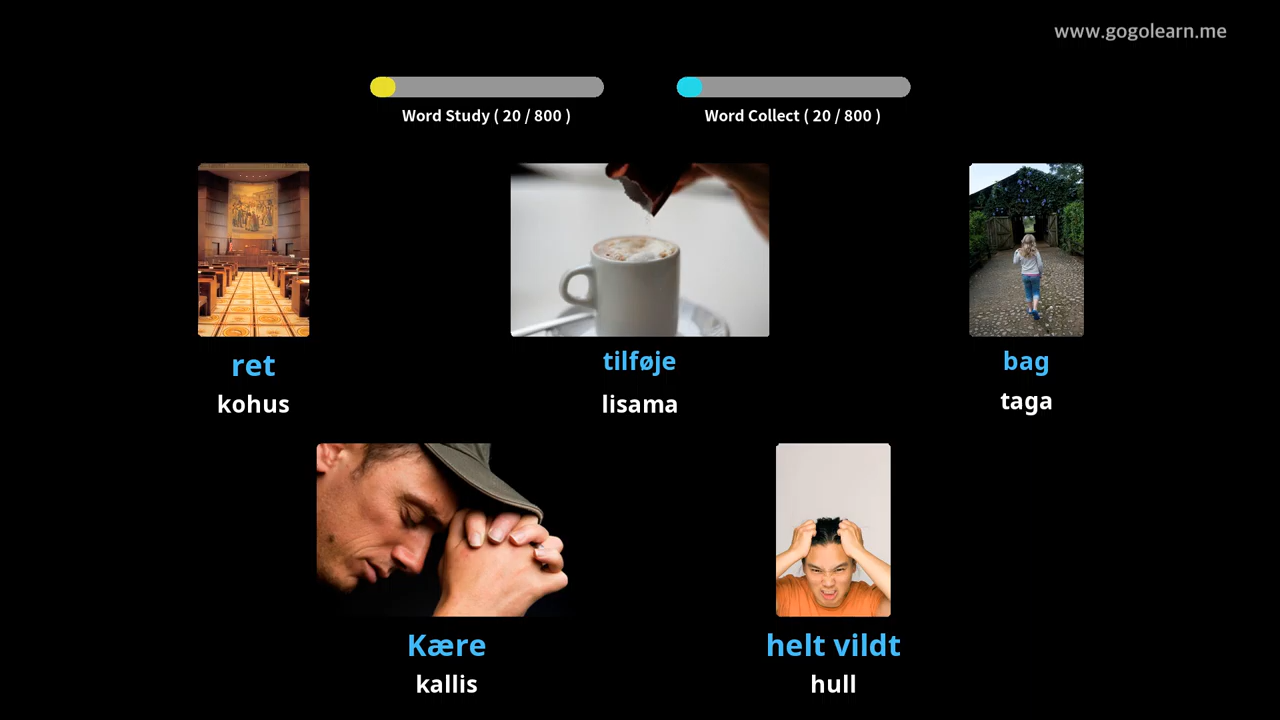 www.gogolearn.me
Word Study ( 20 / 800 )
Word Collect ( 20 / 800 )
ret
kohus
tilføje
lisama
bag
taga
Kære
kallis
helt vildt
hull